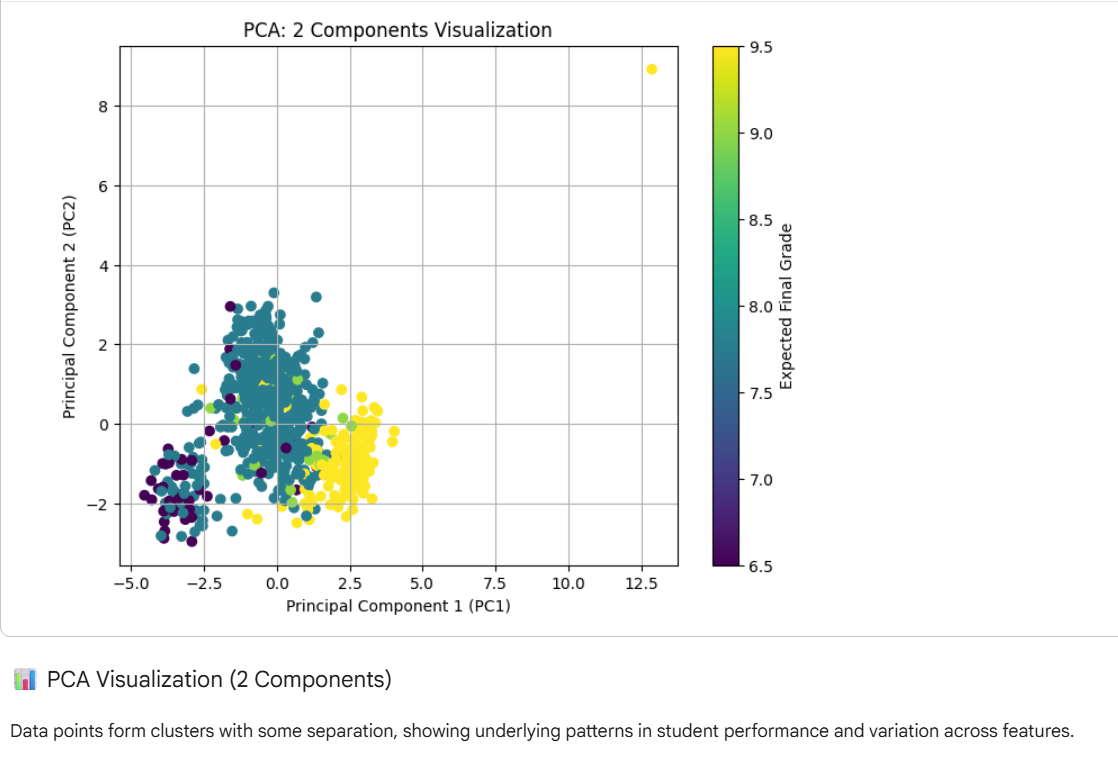 PCA: 2 Components Visualization
9.5
8
9.0
6
8.5
Principal Component 2 (PC2)
4
8.0
Expected Final Grade
2
7.5
0
7.0
−2
6.5
−5.0 −2.5 0.0 2.5 5.0 7.5 10.0 12.5
Principal Component 1 (PC1)
📊 PCA Visualization (2 Components)
Data points form clusters with some separation, showing underlying patterns in student performance and variation across features.